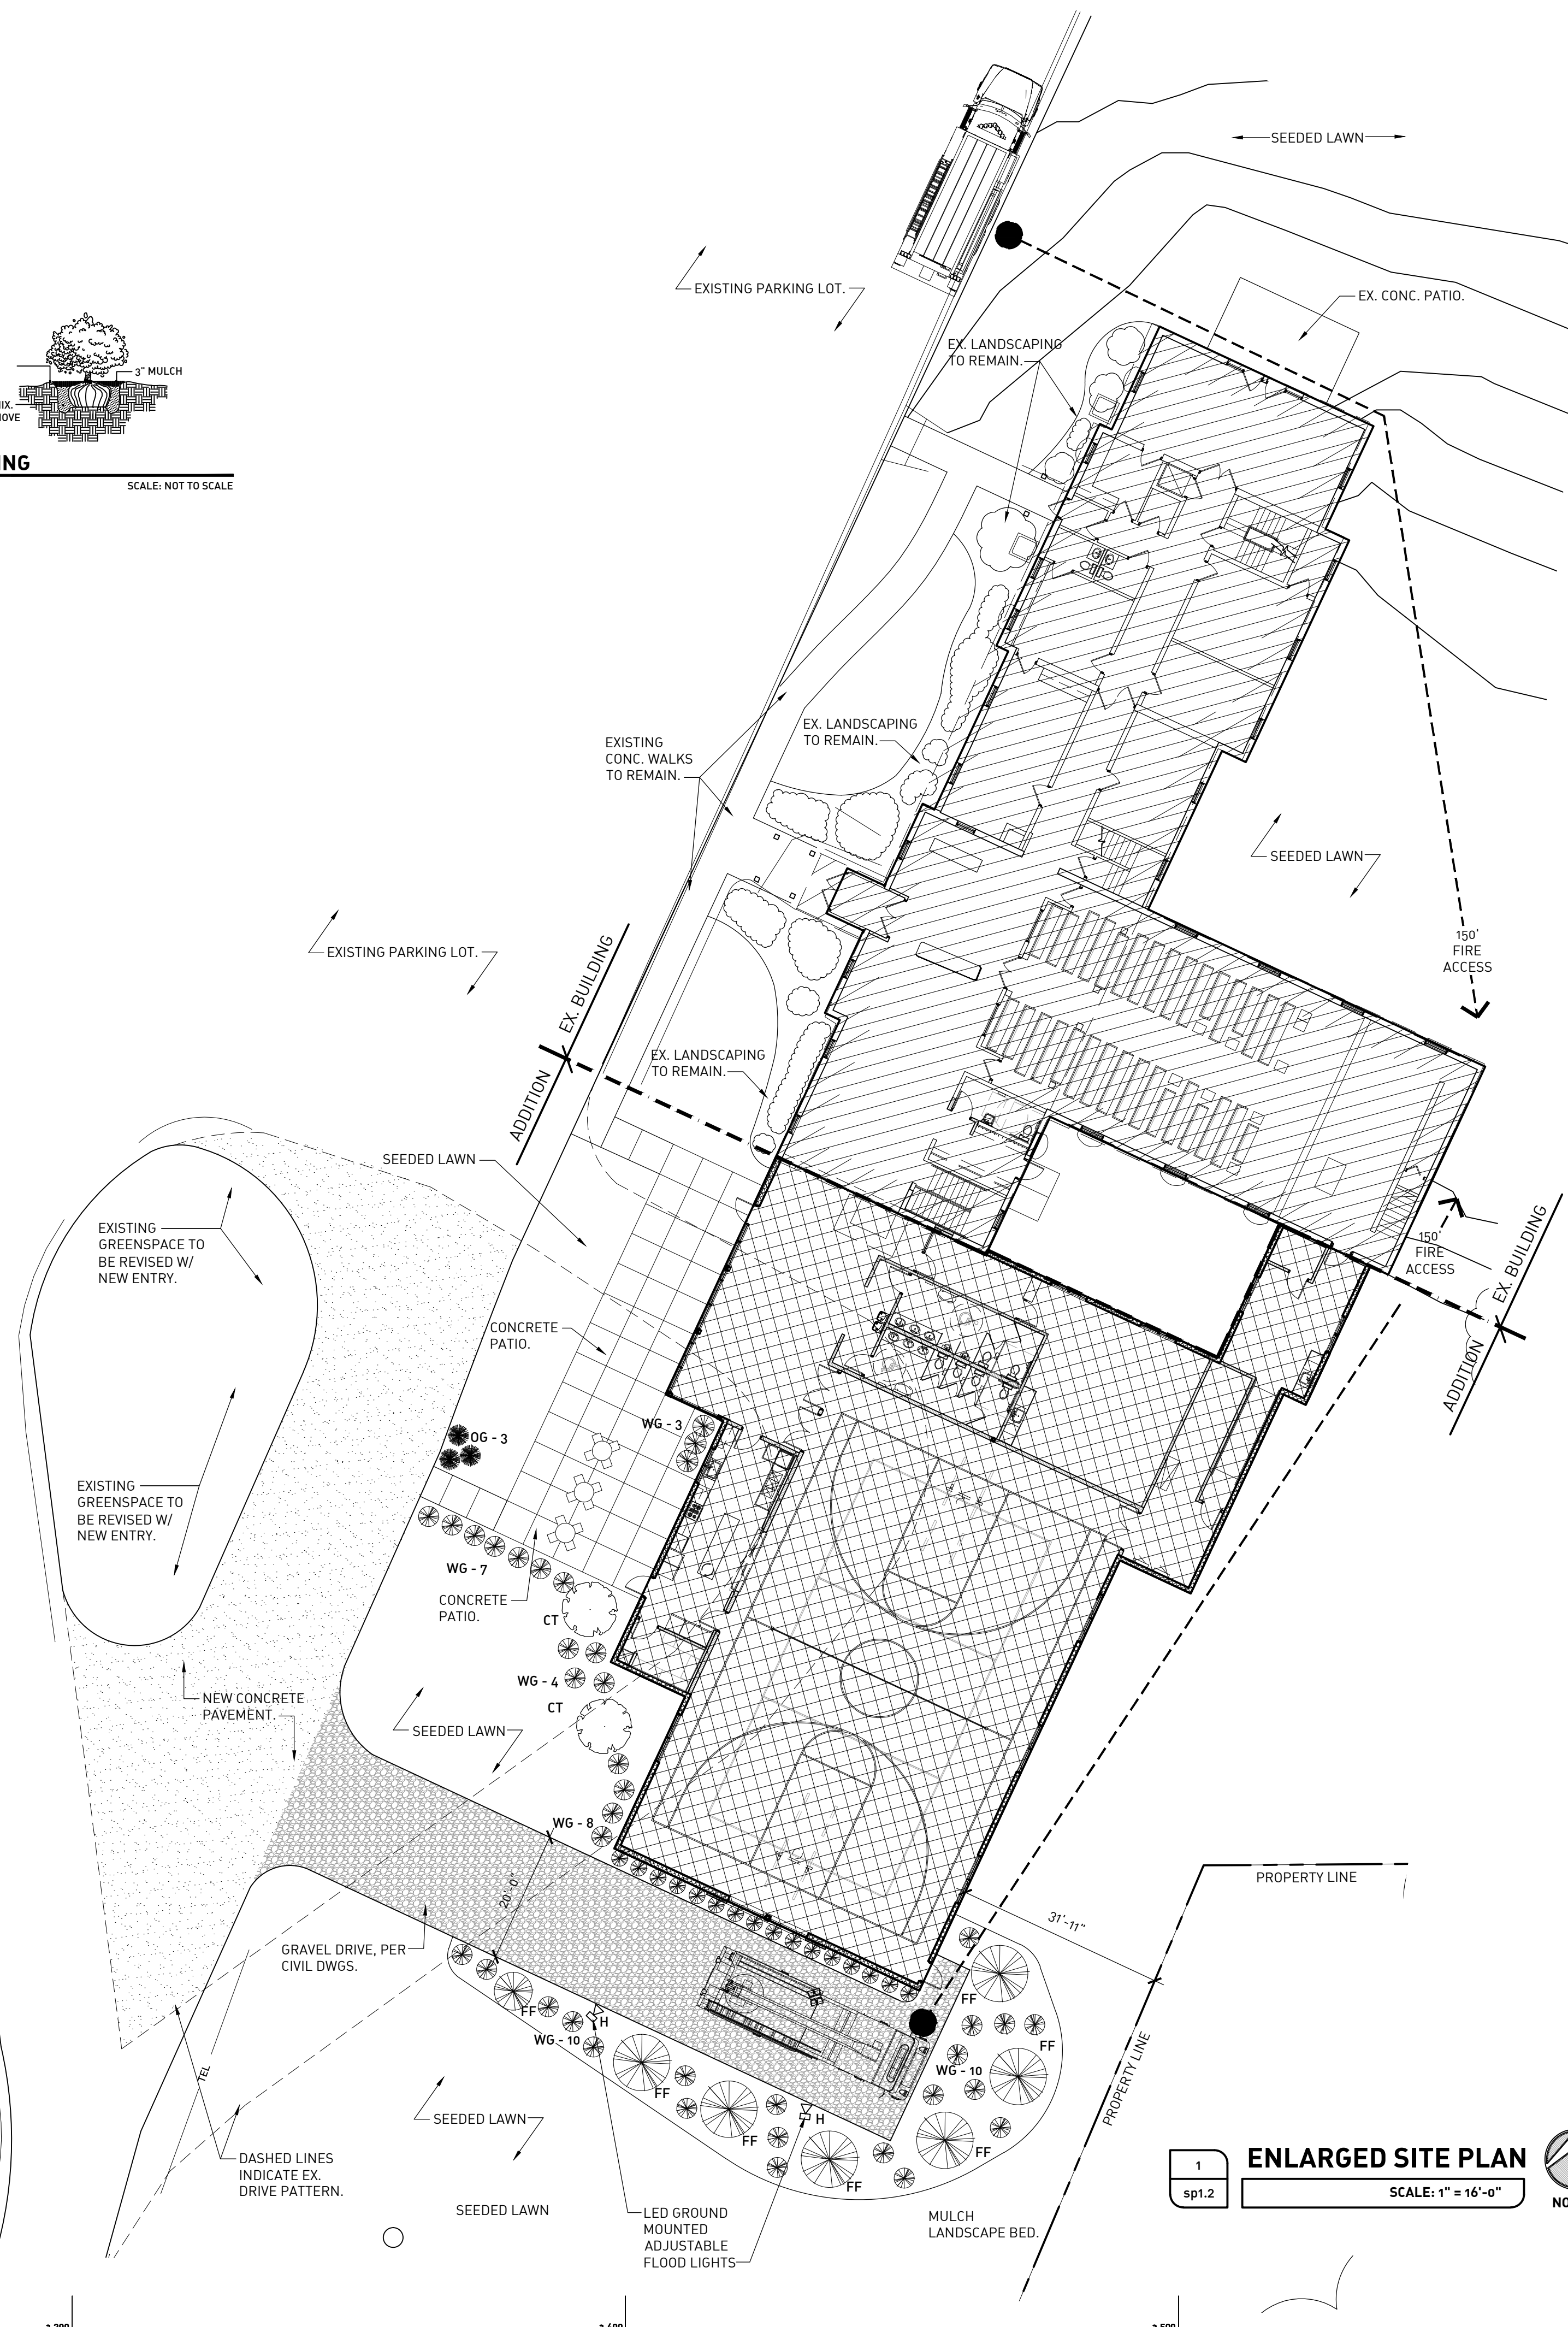 SEEDED LAWN
EXISTING PARKING LOT.
EX. CONC. PATIO.
EX. LANDSCAPING
TO REMAIN.
3" MULCH
SCALE: NOT TO SCALE
EX. LANDSCAPING
TO REMAIN.
EXISTING
CONC. WALKS
TO REMAIN.
SEEDED LAWN
150'
FIRE
ACCESS
EXISTING PARKING LOT.
EX. BUILDING
ADDITION
EX. LANDSCAPING
TO REMAIN.
SEEDED LAWN
EXISTING
GREENSPACE TO
BE REVISED W/
NEW ENTRY.
150'
FIRE
ACCESS
EX. BUILDING
ADDITION
CONCRETE
PATIO.
WG - 3
OG - 3
EXISTING
GREENSPACE TO
BE REVISED W/
NEW ENTRY.
WG - 7
CONCRETE
PATIO.
CT
WG - 4
CT
NEW CONCRETE
PAVEMENT.
SEEDED LAWN
WG - 8
20'-0"
PROPERTY LINE
31'-11"
GRAVEL DRIVE, PER
CIVIL DWGS.
FF
FF
H
WG - 10
FF
WG - 10
TEL
FF
PROPERTY LINE
SEEDED LAWN
H
FF
FF
FF
DASHED LINES
INDICATE EX.
DRIVE PATTERN.
SEEDED LAWN
LED GROUND
MOUNTED
ADJUSTABLE
FLOOD LIGHTS
MULCH
LANDSCAPE BED.
1
sp1.2
ENLARGED SITE PLAN
SCALE: 1" = 16'-0"